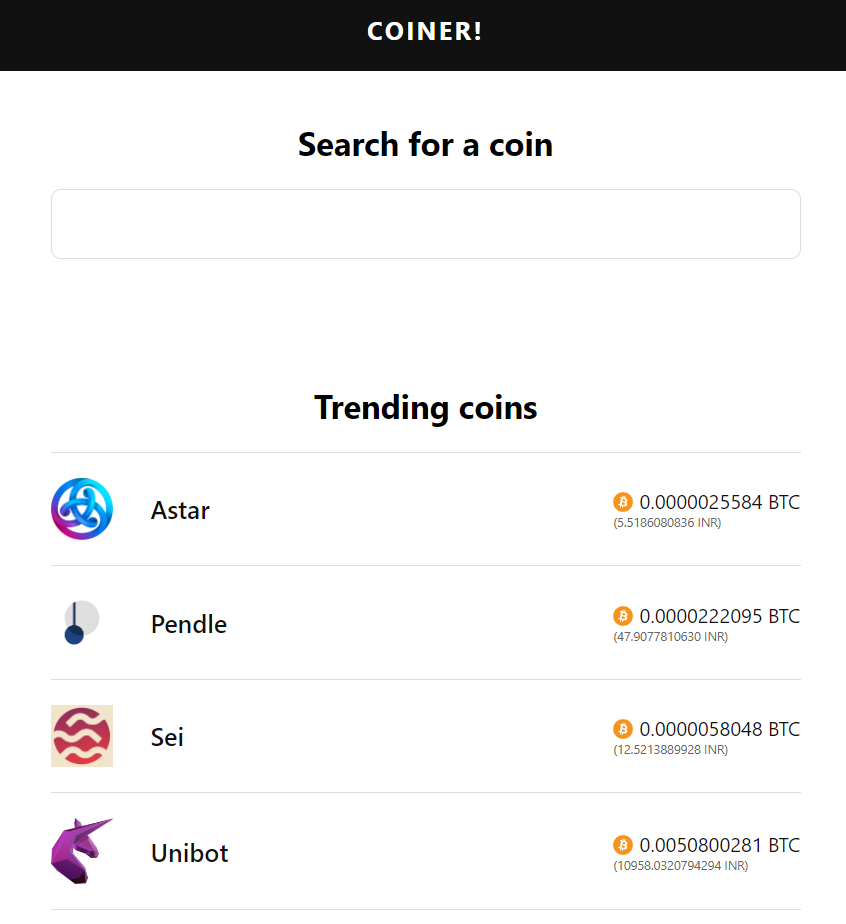 COINER!
Search for a coin
Trending coins
Astar
0.0000025584 BTC
(5.5186080836 INR)
Pendle
0.0000222095 BTC
(47.9077810630 INR)
Sei
0.0000058048 BTC
(12.5213889928 INR)
Unibot
0.0050800281 BTC
(10958.0320794294 INR)